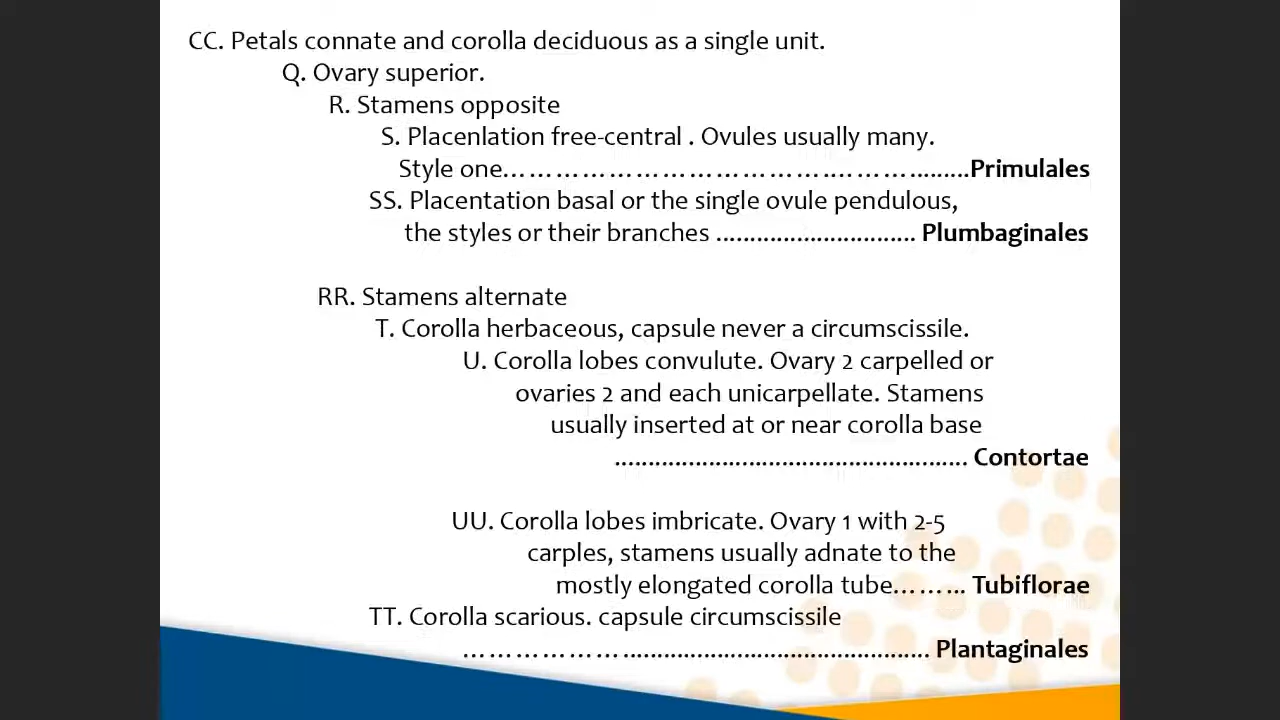 CC. Petals connate and corolla deciduous as a single unit.
Q. Ovary superior.
R. Stamens opposite
S. Placenlation free-central . Ovules usually many.
Style one……………………………….……….........Primulales
SS. Placentation basal or the single ovule pendulous,
the styles or their branches .............................. Plumbaginales
RR. Stamens alternate
T. Corolla herbaceous, capsule never a circumscissile.
U. Corolla lobes convulute. Ovary 2 carpelled or
ovaries 2 and each unicarpellate. Stamens
usually inserted at or near corolla base
..................................................... Contortae
UU. Corolla lobes imbricate. Ovary 1 with 2-5
carples, stamens usually adnate to the
mostly elongated corolla tube…….. Tubiflorae
TT. Corolla scarious. capsule circumscissile
………………............................................... Plantaginales